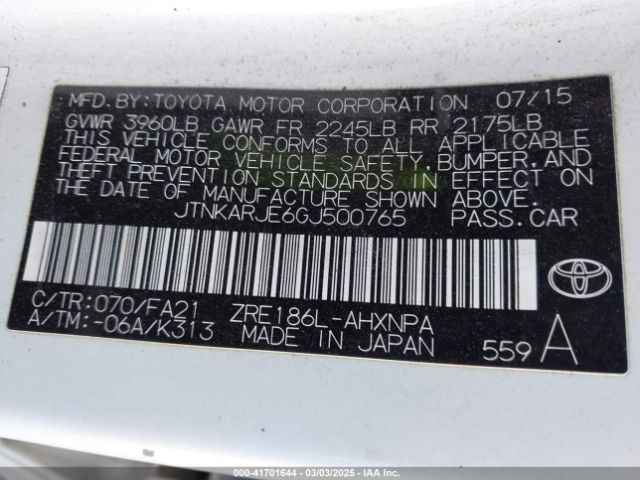 MFD.BY:TOYOTA MOTOR CORPORATION 07/15
GVWR 3960LB GAWR FR 2245LB RR 2175LB
THIS VEHICLE CONFORMS TO ALL APPLICABLE
FEDERAL MOTOR VEHICLE SAFETY,BUMPER,AND
THEFT PREVENTION STANDARDS IN EFFECT ON
THE DATE OF MANUFACTURE SHOWN ABOVE.
JTNKARJE6GJ500765 PASS.CAR
C/TR:070/FA21 ZRE186L-AHXNPA
A/TM:-06A/K313 MADE IN JAPAN 559A
000-41701644 | 03/03/2025 - IAA Inc.